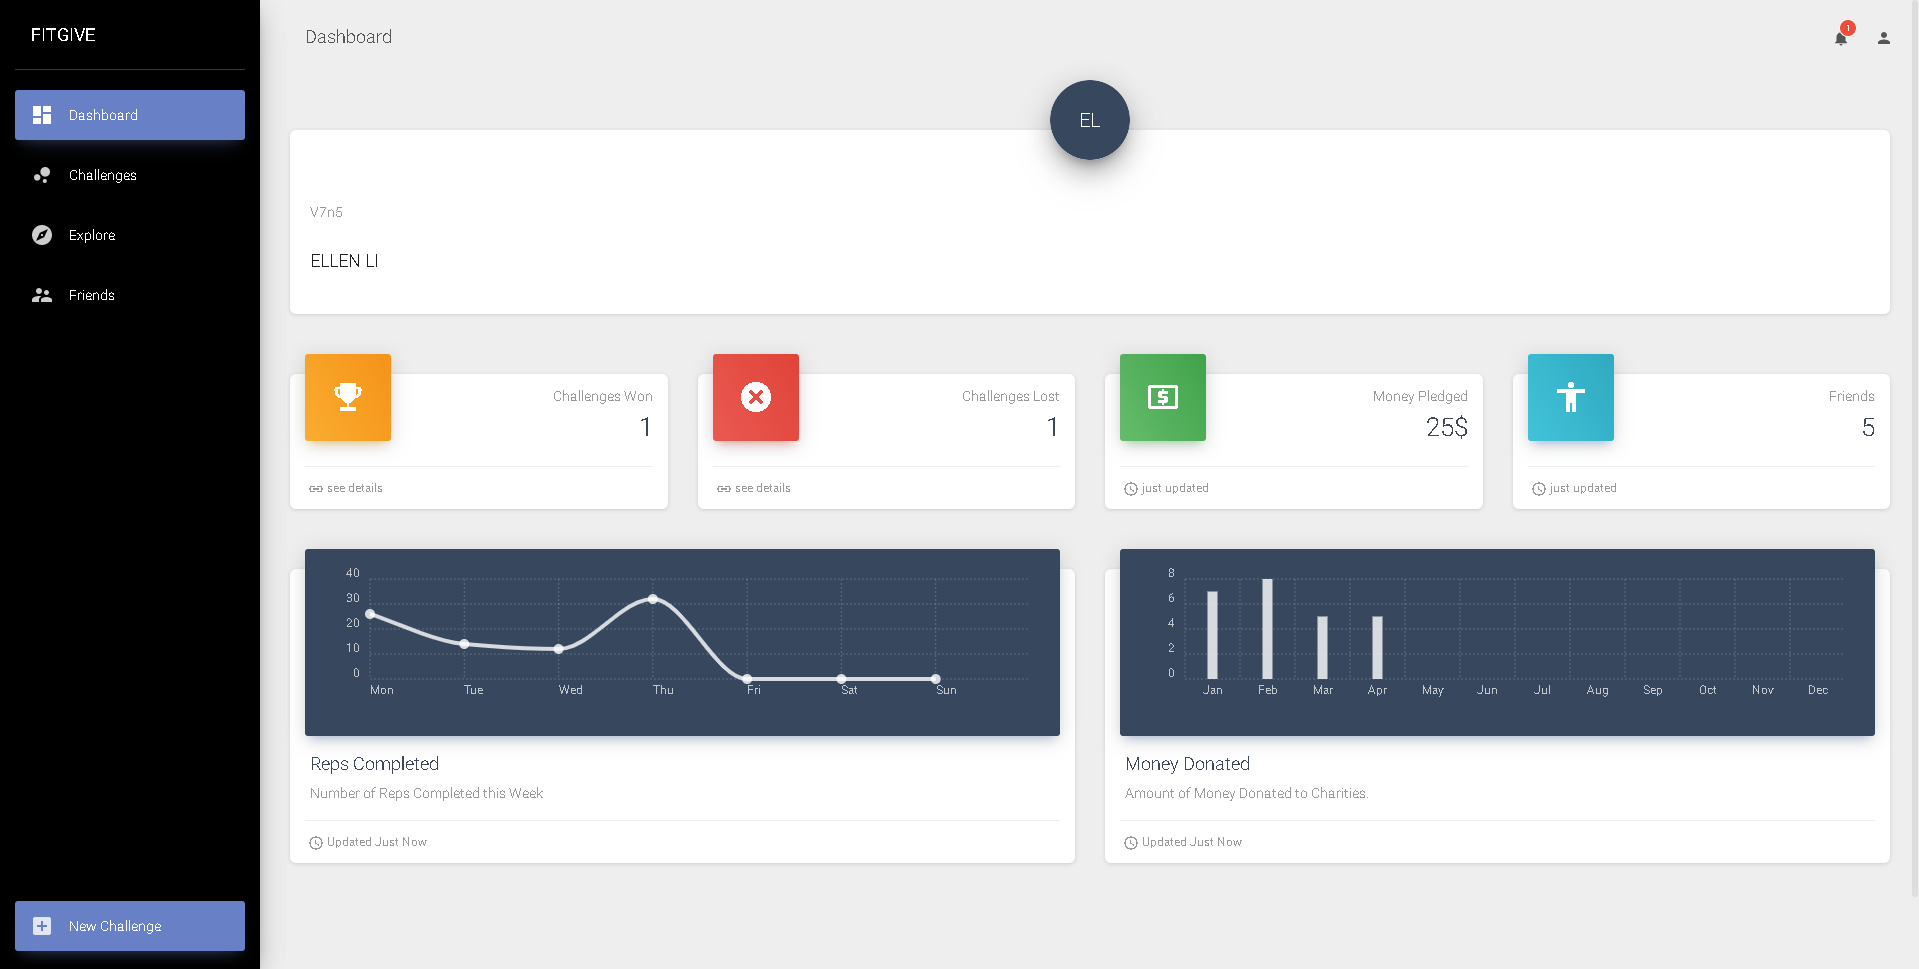 FITGIVE
Dashboard
Challenges
Explore
Friends
New Challenge
Dashboard
1
EL
V7n5
ELLEN LI
Challenges Won
1
see details
Challenges Lost
1
see details
Money Pledged
25$
just updated
Friends
5
just updated
40
30
20
10
0
Mon Tue Wed Thu Fri Sat Sun
Reps Completed
Number of Reps Completed this Week
Updated Just Now
8
6
4
2
0
Jan Feb Mar Apr May Jun Jul Aug Sep Oct Nov Dec
Money Donated
Amount of Money Donated to Charities.
Updated Just Now